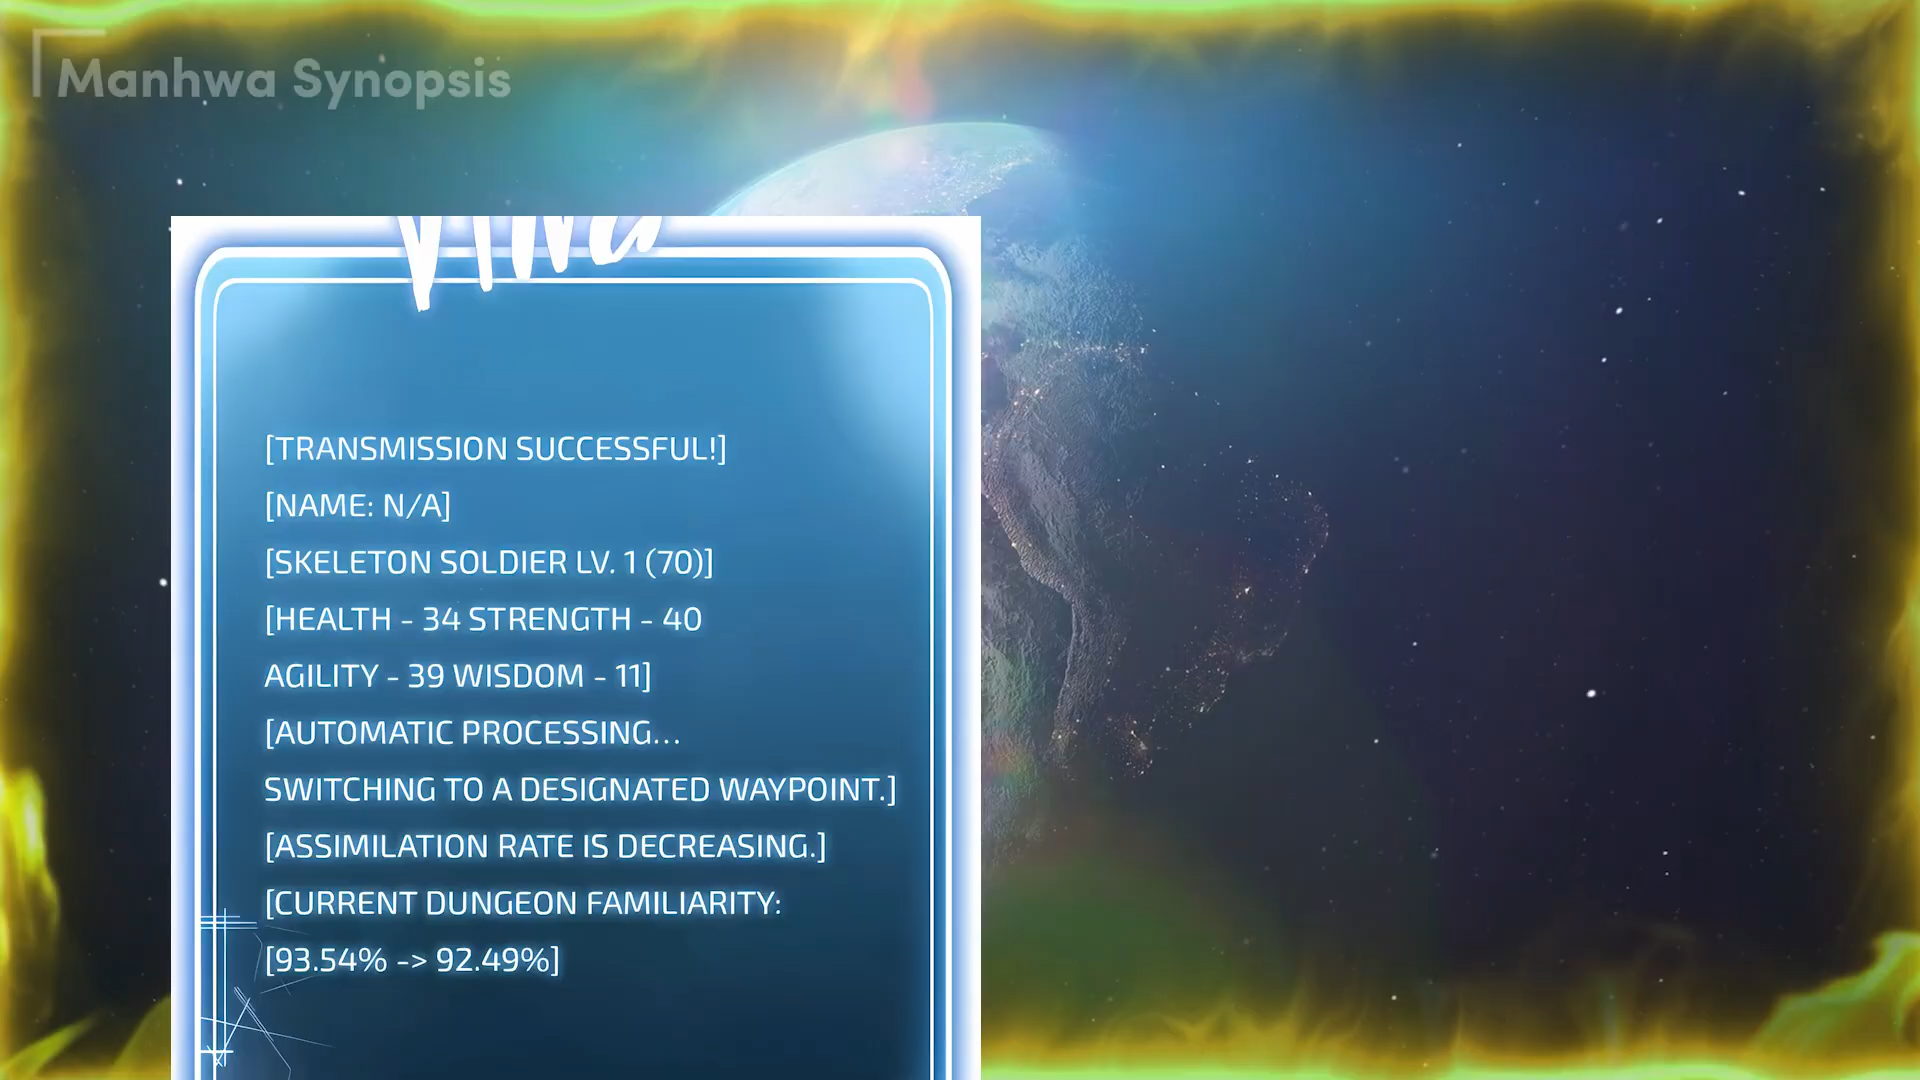 Manhwa Synopsis
[TRANSMISSION SUCCESSFUL!]
[NAME: N/A]
[SKELETON SOLDIER LV. 1 (70)]
[HEALTH - 34 STRENGTH - 40
AGILITY - 39 WISDOM - 11]
[AUTOMATIC PROCESSING...
SWITCHING TO A DESIGNATED WAYPOINT.]
[ASSIMILATION RATE IS DECREASING.]
[CURRENT DUNGEON FAMILIARITY:
[93.54% -> 92.49%]